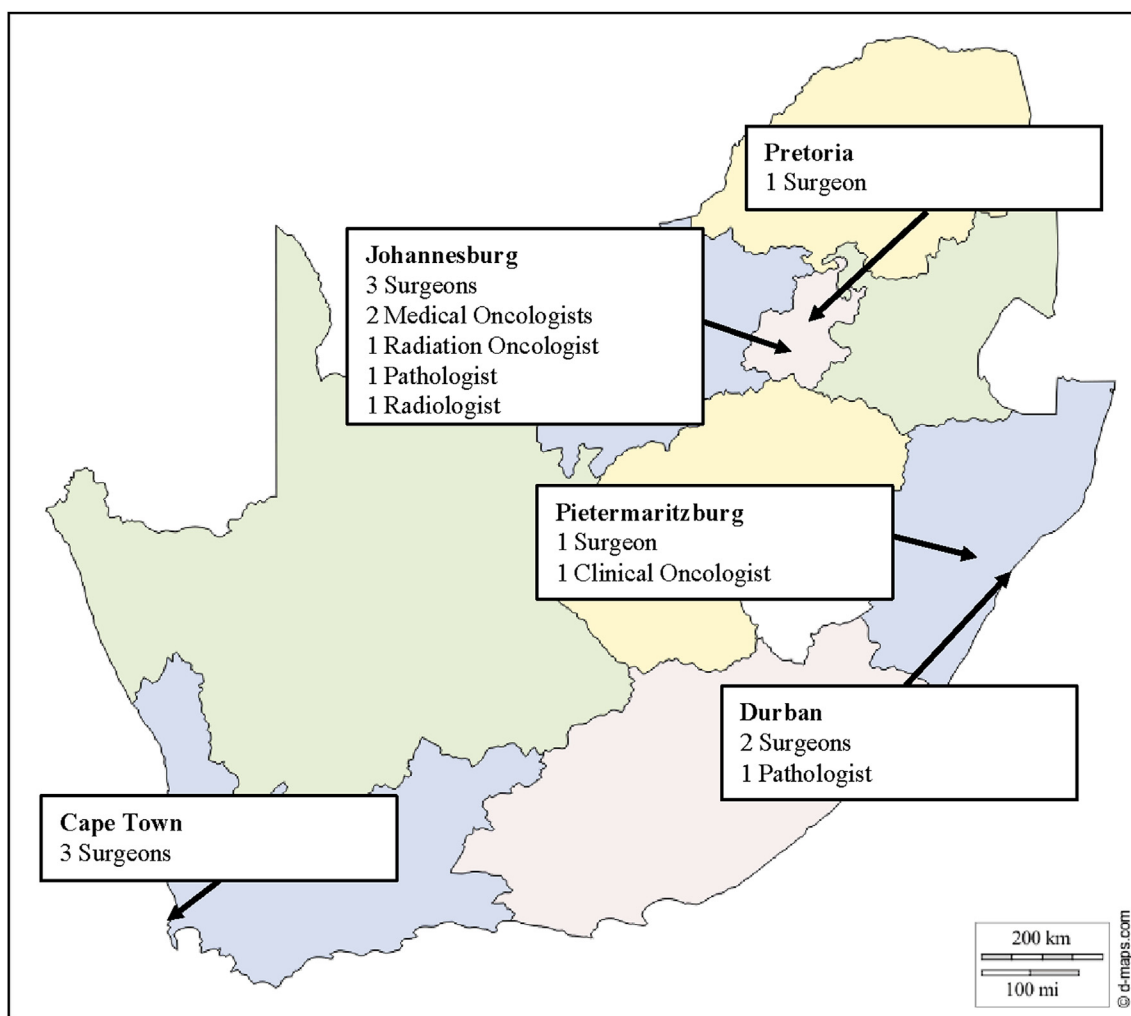 Pretoria
1 Surgeon
Johannesburg
3 Surgeons
2 Medical Oncologists
1 Radiation Oncologist
1 Pathologist
1 Radiologist
Pietermaritzburg
1 Surgeon
1 Clinical Oncologist
Durban
2 Surgeons
1 Pathologist
Cape Town
3 Surgeons
200 km
100 mi
© d-maps.com